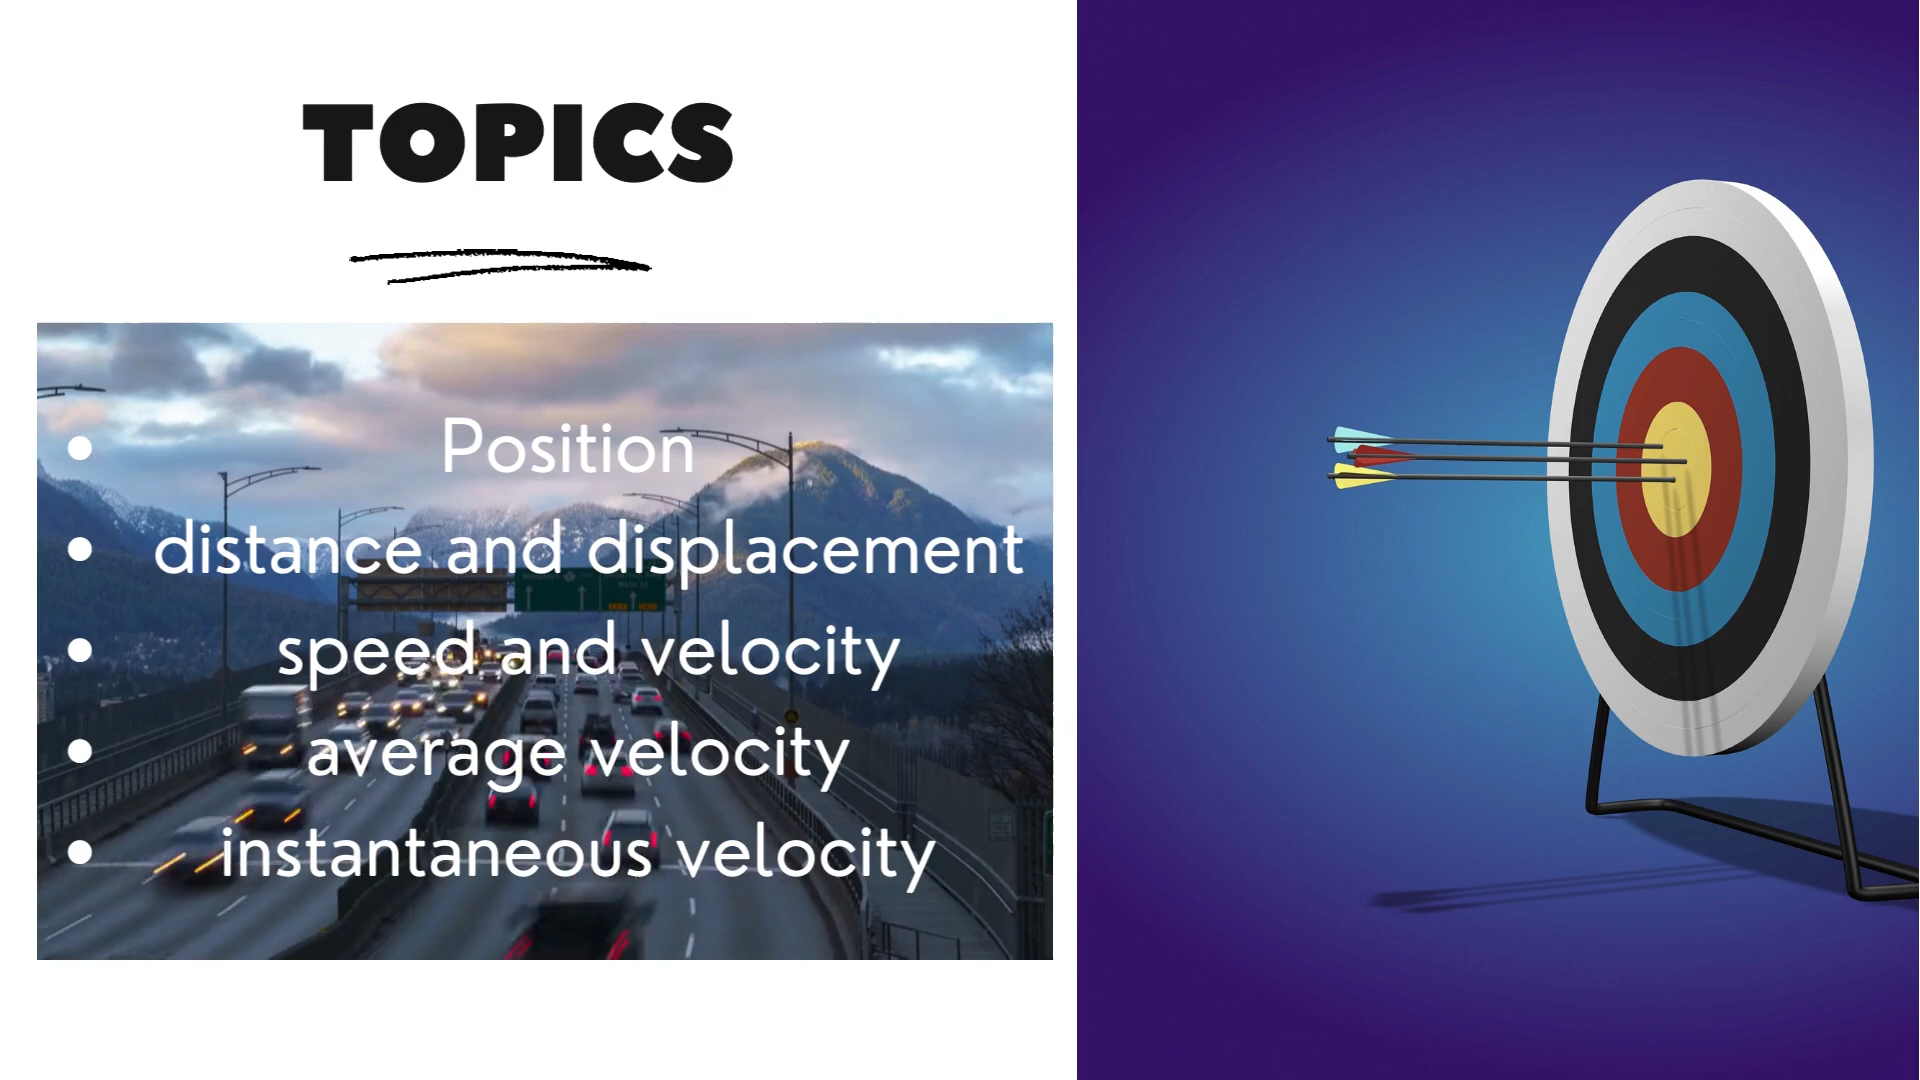 TOPICS
• Position
• distance and displacement
• speed and velocity
• average velocity
• instantaneous velocity